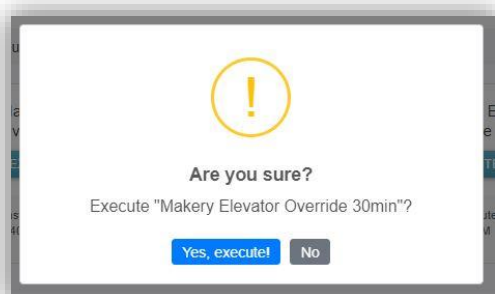 !
Are you sure?
Execute "Makery Elevator Override 30min"?
Yes, execute!
No